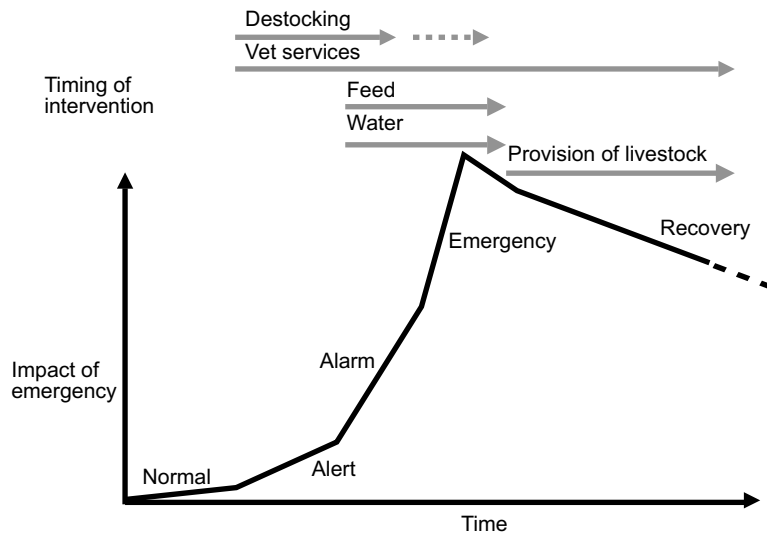 Destocking
Vet services
Timing of
intervention
Feed
Water
Provision of livestock
Recovery
Emergency
Alarm
Impact of
emergency
Normal
Alert
Time